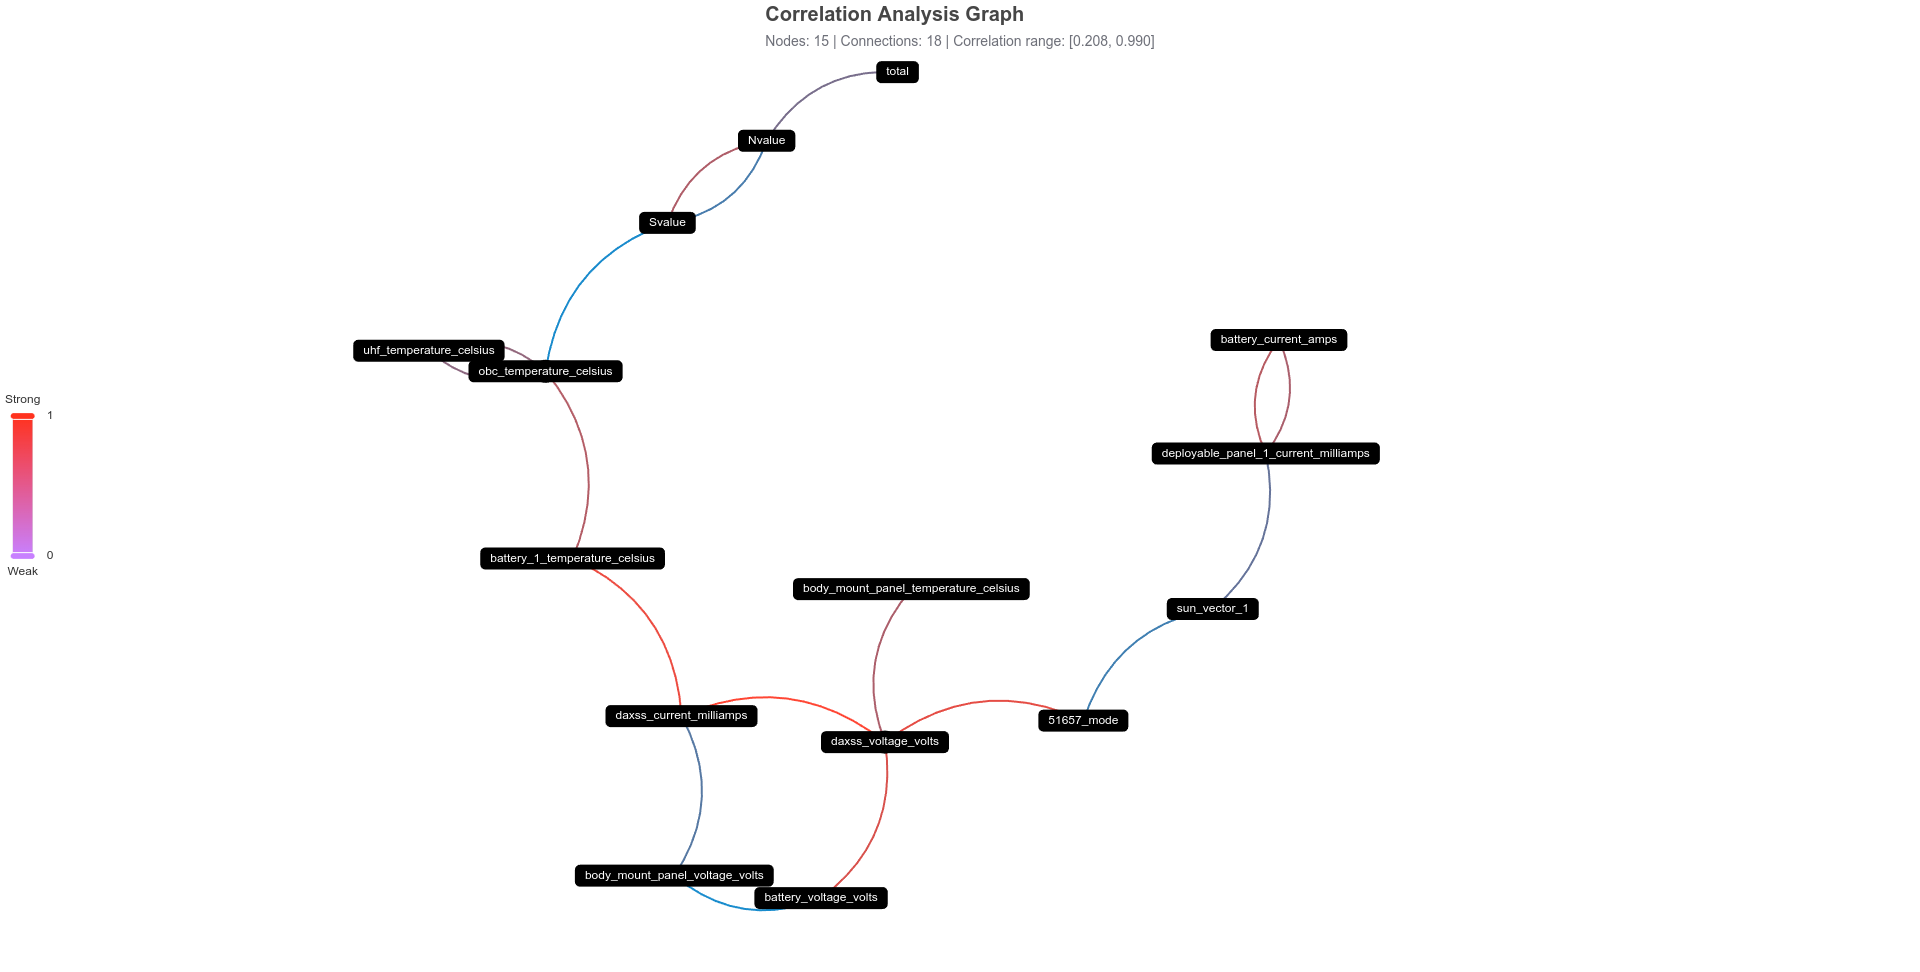 Correlation Analysis Graph
Nodes: 15 | Connections: 18 | Correlation range: [0.208, 0.990]
total
Nvalue
Svalue
battery_current_amps
uhf_temperature_celsius
obc_temperature_celsius
Strong
1
deployable_panel_1_current_milliamps
0
Weak
battery_1_temperature_celsius
body_mount_panel_temperature_celsius
sun_vector_1
daxss_current_milliamps
51657_mode
daxss_voltage_volts
body_mount_panel_voltage_volts
battery_voltage_volts